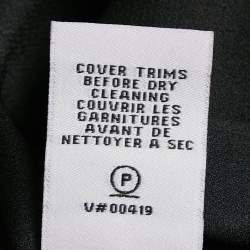 COVER TRIMS
BEFORE DRY
CLEANING
COUVRIR LES
GARNITURES
AVANT DE
NETTOYER A SEC
P
V#00419